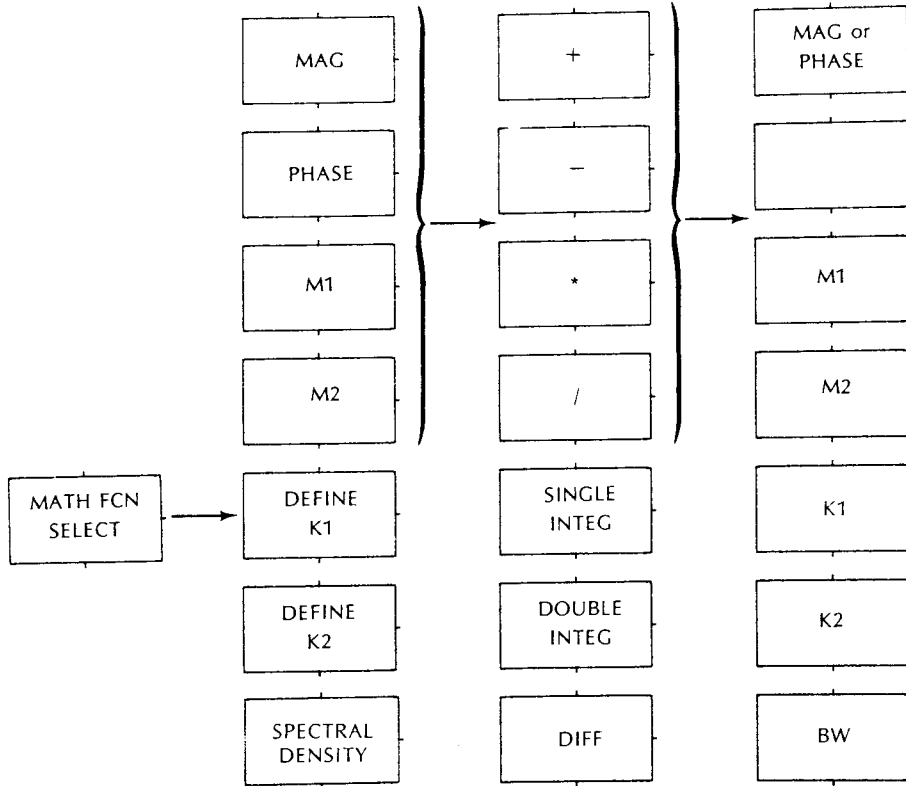 MAG
+
MAG or
PHASE
PHASE
−
M1
*
M1
M2
/
M2
MATH FCN
SELECT
DEFINE
K1
SINGLE
INTEG
K1
DEFINE
K2
DOUBLE
INTEG
K2
SPECTRAL
DENSITY
DIFF
BW